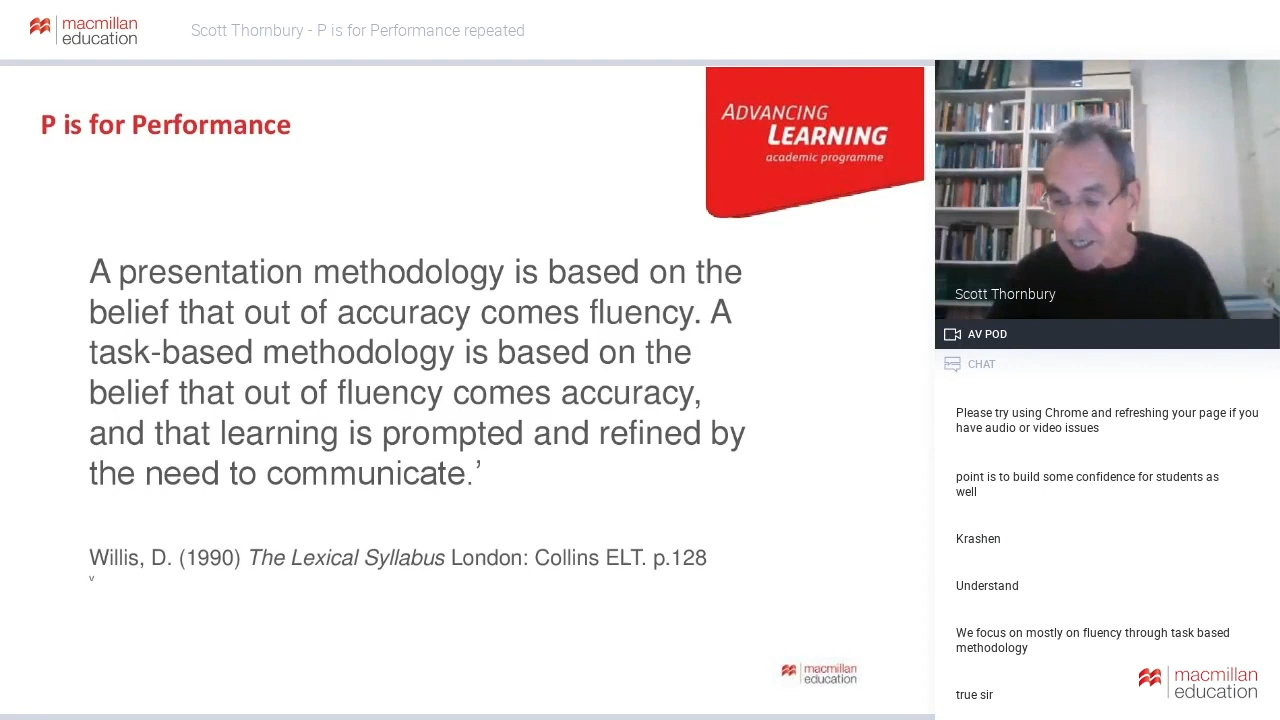 macmillan
education
Scott Thornbury - P is for Performance repeated
P is for Performance
ADVANCING
LEARNING
academic programme
A presentation methodology is based on the
belief that out of accuracy comes fluency. A
task-based methodology is based on the
belief that out of fluency comes accuracy,
and that learning is prompted and refined by
the need to communicate.’
Willis, D. (1990) The Lexical Syllabus London: Collins ELT. p.128
v
macmillan
education
Scott Thornbury
AV POD
CHAT
Please try using Chrome and refreshing your page if you
have audio or video issues
point is to build some confidence for students as
well
Krashen
Understand
We focus on mostly on fluency through task based
methodology
true sir
macmillan
education